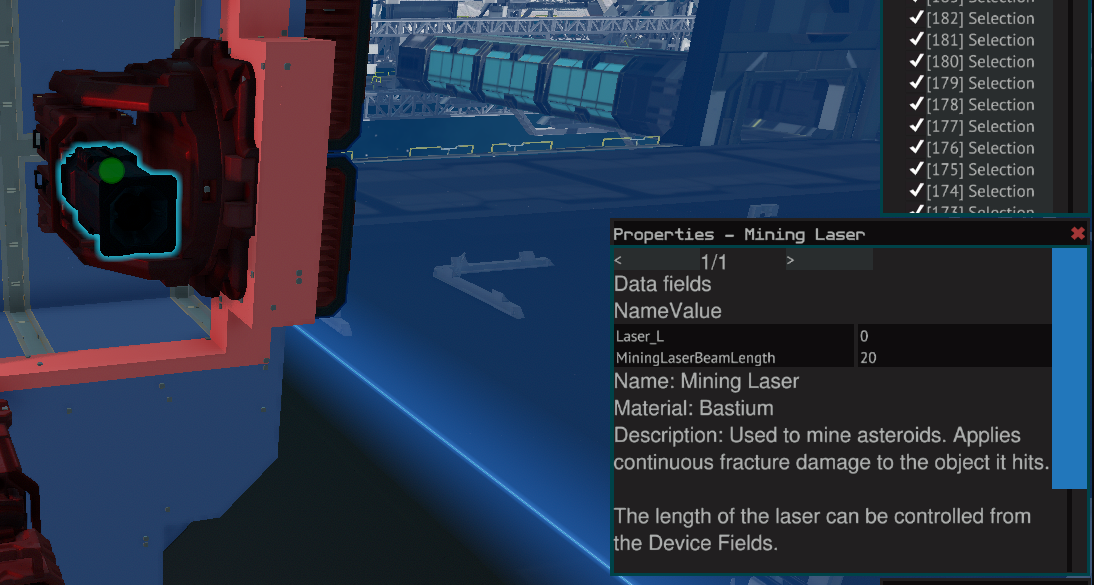 ✔[182] Selection
✔[181] Selection
✔[180] Selection
✔[179] Selection
✔[178] Selection
✔[177] Selection
✔[176] Selection
✔[175] Selection
✔[174] Selection
✔[173] Selection
Properties - Mining Laser
< 1/1 >
Data fields
NameValue
Laser_L 0
MiningLaserBeamLength 20
Name: Mining Laser
Material: Bastium
Description: Used to mine asteroids. Applies
continuous fracture damage to the object it hits.
The length of the laser can be controlled from
the Device Fields.